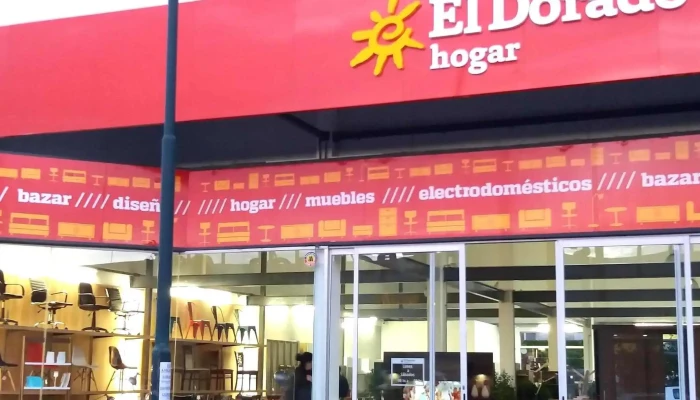 El Dorado
hogar
/ bazar //// diseñ // //// hogar /// muebles //// electrodomésticos //// bazar